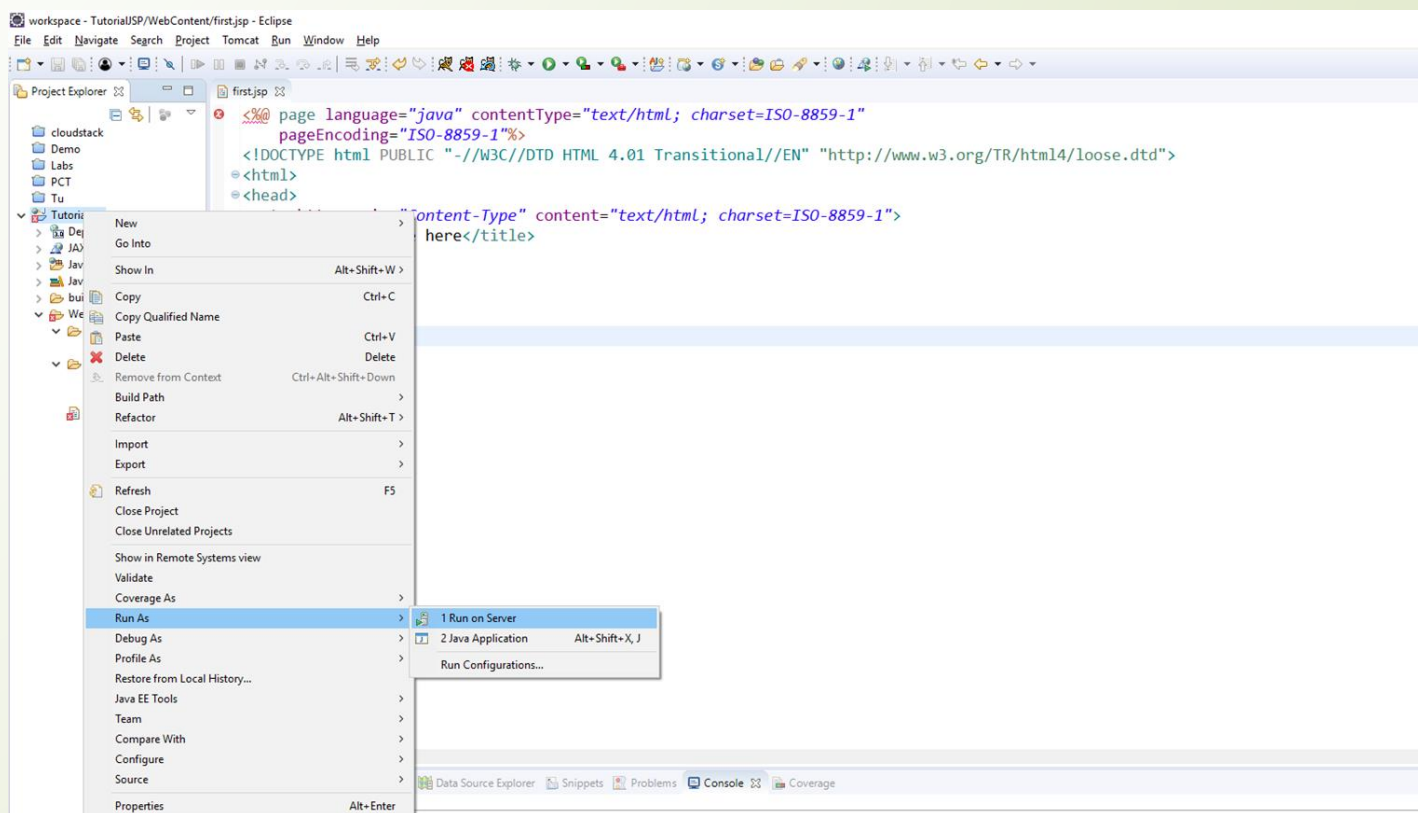 workspace - TutorialJSP/WebContent/first.jsp - Eclipse
File Edit Navigate Search Project Tomcat Run Window Help
Project Explorer
first.jsp
<%@ page language="java" contentType="text/html; charset=ISO-8859-1"
pageEncoding="ISO-8859-1"%>
<!DOCTYPE html PUBLIC "-//W3C//DTD HTML 4.01 Transitional//EN" "http://www.w3.org/TR/html4/loose.dtd">
<html>
<head>
"Content-Type" content="text/html; charset=ISO-8859-1">
here</title>
cloudstack
Demo
Labs
PCT
Tu
Tutoria
De
JAX
Jav
Jav
bui
We
New
Go Into
Show In Alt+Shift+W
Copy Ctrl+C
Copy Qualified Name
Paste Ctrl+V
Delete Delete
Remove from Context Ctrl+Alt+Shift+Down
Build Path
Refactor Alt+Shift+T
Import
Export
Refresh F5
Close Project
Close Unrelated Projects
Show in Remote Systems view
Validate
Coverage As
Run As
Debug As
Profile As
Restore from Local History...
Java EE Tools
Team
Compare With
Configure
Source
Properties Alt+Enter
1 Run on Server
2 Java Application Alt+Shift+X, J
Run Configurations...
Data Source Explorer Snippets Problems Console Coverage